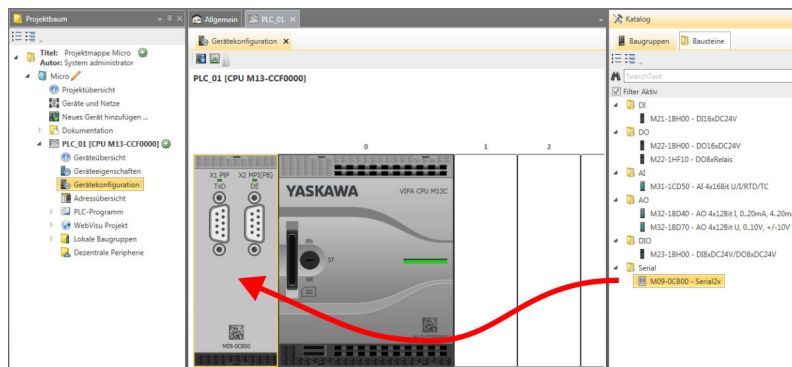 Projektbaum
Titel: Projektmappe Micro
Autor: System administrator
Micro
Projektübersicht
Geräte und Netze
Neues Gerät hinzufügen ...
Dokumentation
PLC_01 [CPU M13-CCF0000]
Geräteübersicht
Geräteeigenschaften
Gerätekonfiguration
Adressübersicht
PLC-Programm
WebVisu Projekt
Lokale Baugruppen
Dezentrale Peripherie
Allgemein
PLC_01
Gerätekonfiguration
PLC_01 [CPU M13-CCF0000]
0
1
2
X1 PtP X2 MPI(PB)
TxD DE
YASKAWA
VIPA CPU M13C
RN
ST
MR
SD
M09-0CB00
M13-CCF0000
Katalog
Baugruppen
Bausteine
SearchText
Filter Aktiv
DI
M21-1BH00 - DI16xDC24V
DO
M22-1BH00 - DO16xDC24V
M22-1HF10 - DO8xRelais
AI
M31-1CD50 - AI 4x16Bit U/I/RTD/TC
AO
M32-1BD40 - AO 4x12Bit I, 0..20mA, 4..20m
M32-1BD70 - AO 4x12Bit U, 0..10V, +/-10V
DIO
M23-1BH00 - DI8xDC24V/DO8xDC24V
Serial
M09-0CB00 - Serial2x